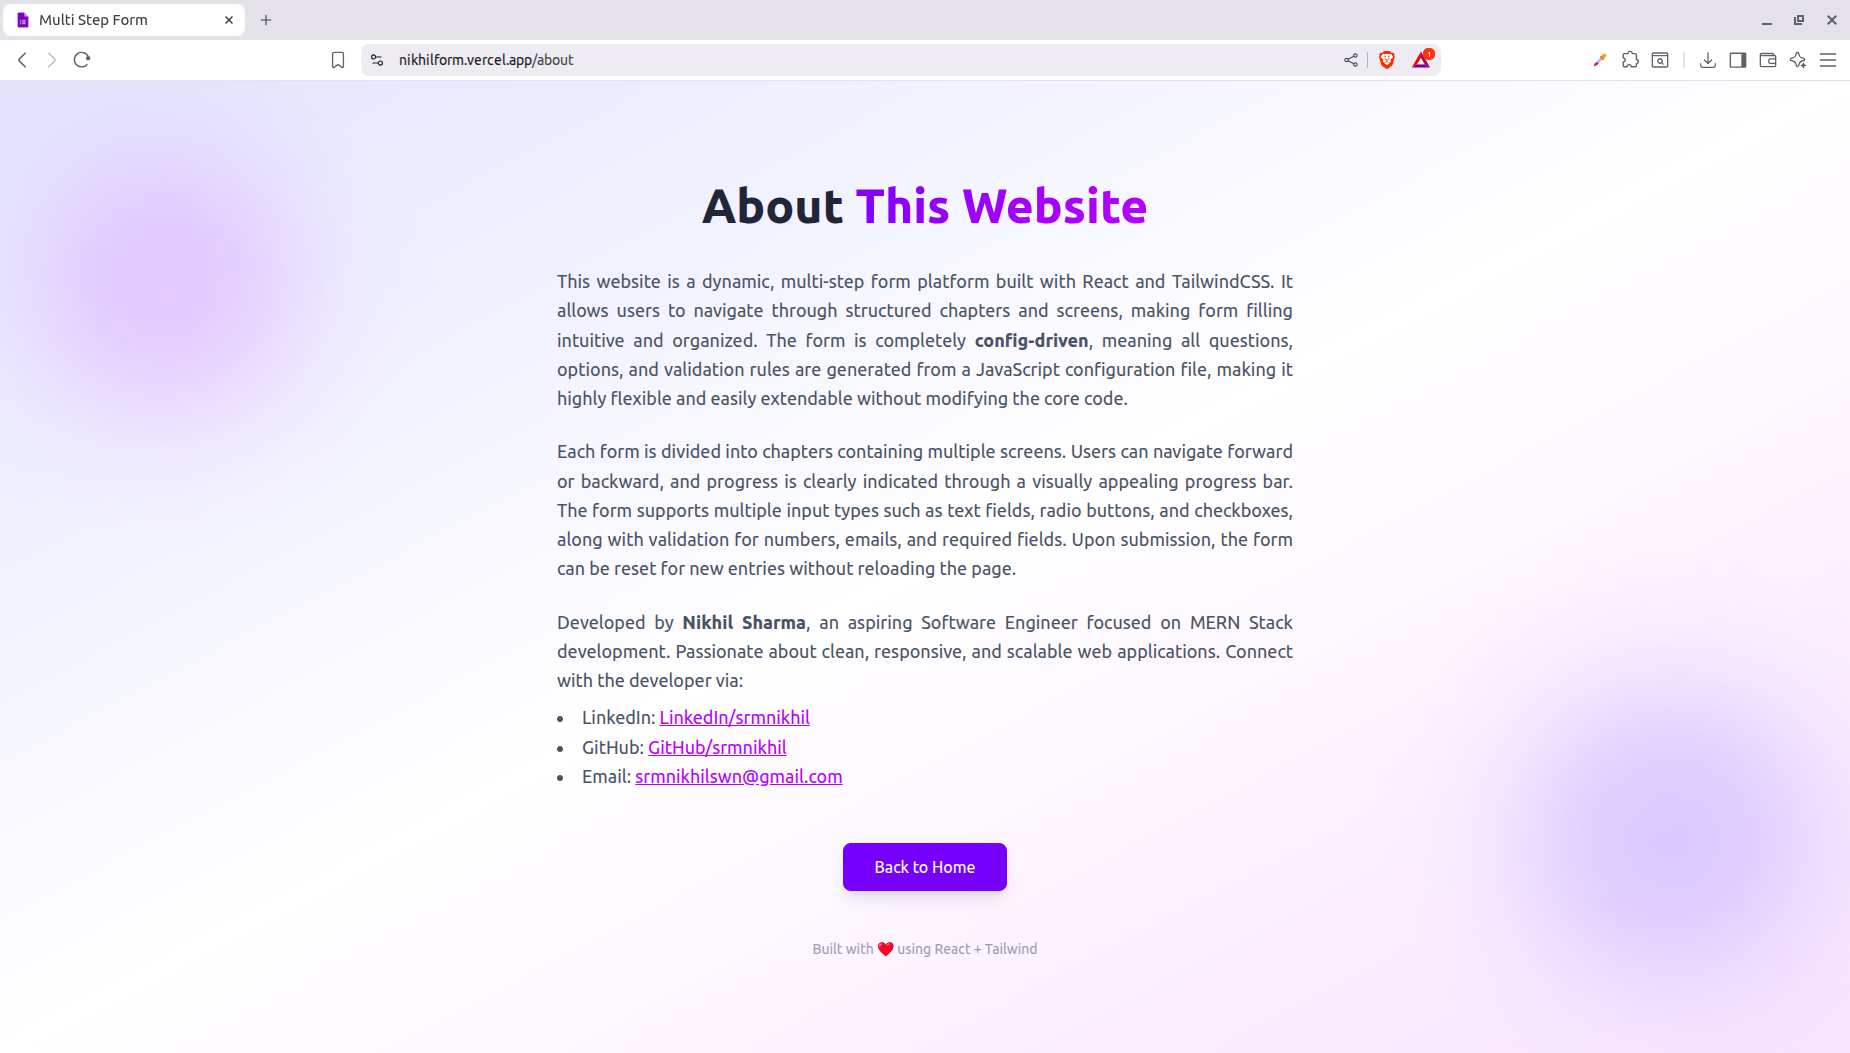 Multi Step Form
nikhilform.vercel.app/about
1
About This Website
This website is a dynamic, multi-step form platform built with React and TailwindCSS. It
allows users to navigate through structured chapters and screens, making form filling
intuitive and organized. The form is completely config-driven, meaning all questions,
options, and validation rules are generated from a JavaScript configuration file, making it
highly flexible and easily extendable without modifying the core code.
Each form is divided into chapters containing multiple screens. Users can navigate forward
or backward, and progress is clearly indicated through a visually appealing progress bar.
The form supports multiple input types such as text fields, radio buttons, and checkboxes,
along with validation for numbers, emails, and required fields. Upon submission, the form
can be reset for new entries without reloading the page.
Developed by Nikhil Sharma, an aspiring Software Engineer focused on MERN Stack
development. Passionate about clean, responsive, and scalable web applications. Connect
with the developer via:
• LinkedIn: LinkedIn/srmnikhil
• GitHub: GitHub/srmnikhil
• Email: srmnikhilswn@gmail.com
Back to Home
Built with ❤️ using React + Tailwind